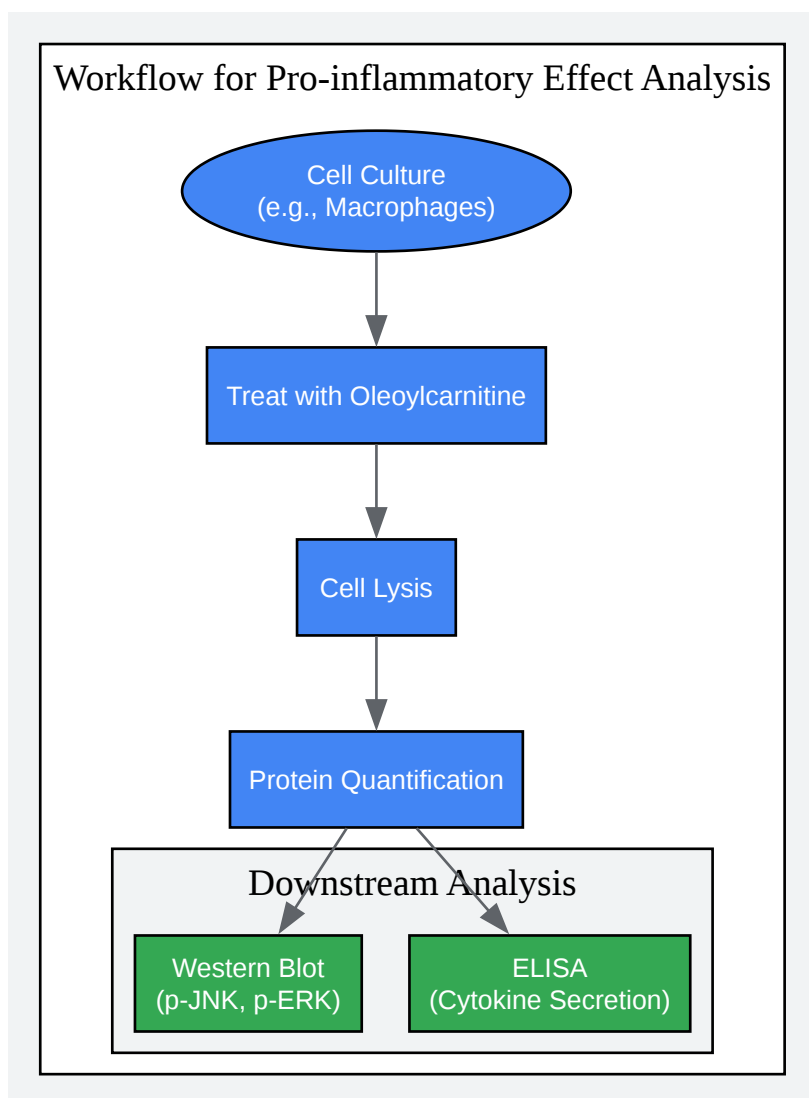 Workflow for Pro-inflammatory Effect Analysis
Cell Culture
(e.g., Macrophages)
Treat with Oleoylcarnitine
Cell Lysis
Protein Quantification
Downstream Analysis
Western Blot
(p-JNK, p-ERK)
ELISA
(Cytokine Secretion)